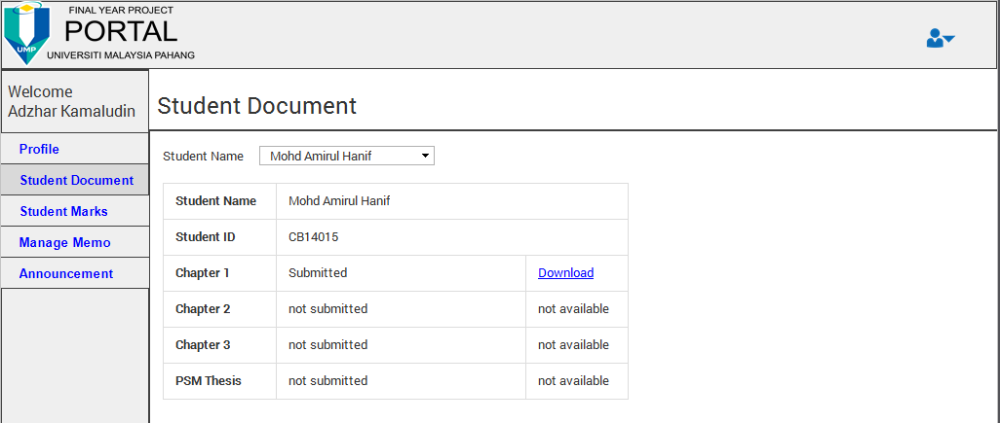 FINAL YEAR PROJECT
PORTAL
UMP
UNIVERSITI MALAYSIA PAHANG
Welcome
Adzhar Kamaludin
Profile
Student Document
Student Marks
Manage Memo
Announcement
Student Document
Student Name Mohd Amirul Hanif
Student Name Mohd Amirul Hanif
Student ID CB14015
Chapter 1 Submitted Download
Chapter 2 not submitted not available
Chapter 3 not submitted not available
PSM Thesis not submitted not available